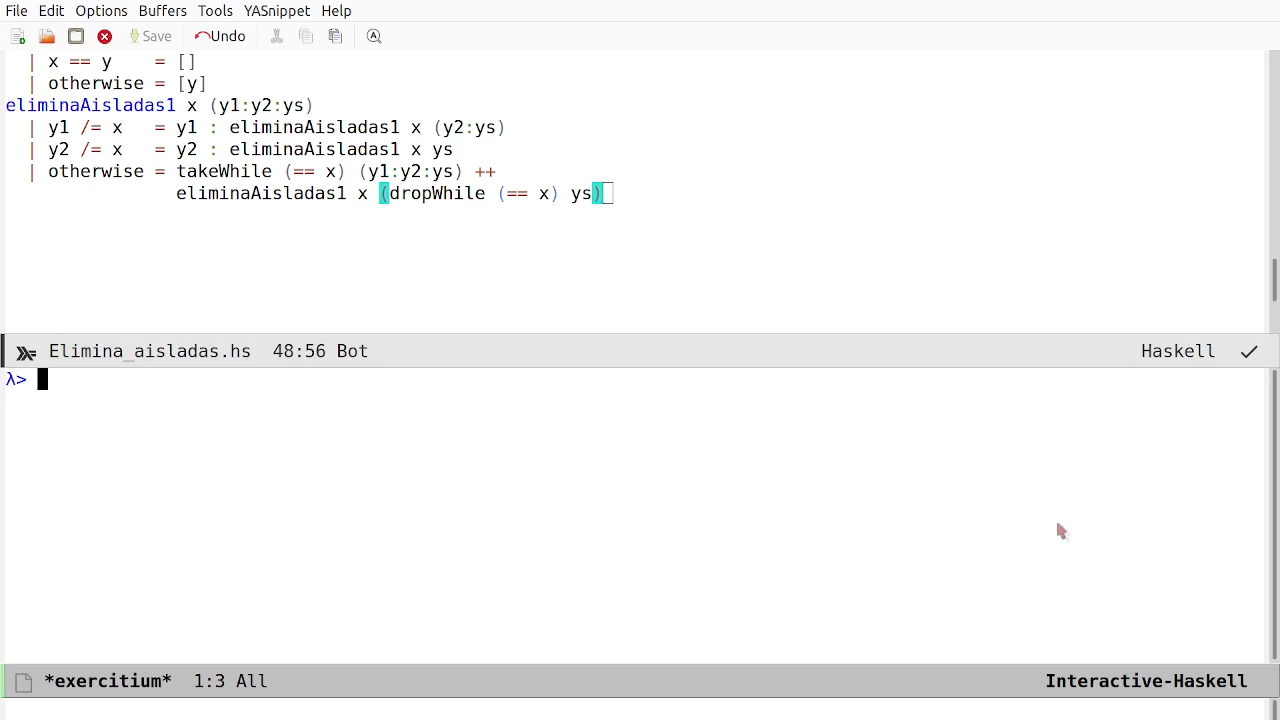 File Edit Options Buffers Tools YASnippet Help
Save Undo
| x == y    = []
| otherwise = [y]
eliminaAisladas1 x (y1:y2:ys)
| y1 /= x   = y1 : eliminaAisladas1 x (y2:ys)
| y2 /= x   = y2 : eliminaAisladas1 x ys
| otherwise = takeWhile (== x) (y1:y2:ys) ++
eliminaAisladas1 x (dropWhile (== x) ys)
Elimina_aisladas.hs 48:56 Bot Haskell
λ>
*exercitium* 1:3 All Interactive-Haskell